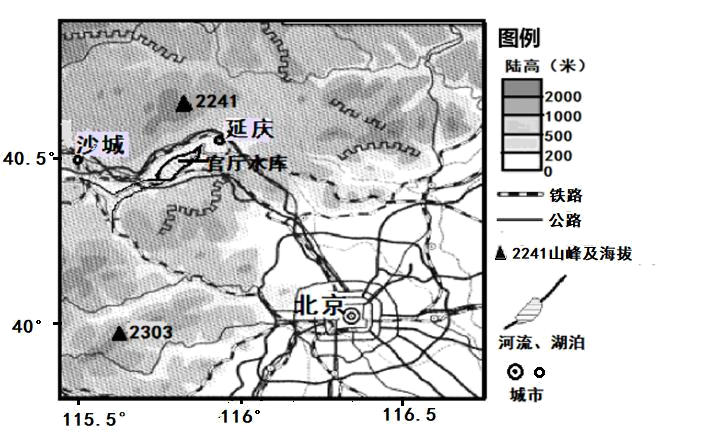 2241
延庆
沙城
官厅水库
40.5°
北京
40°
2303
115.5°
116°
116.5
图例
陆高（米）
2000
1000
500
200
0
铁路
公路
2241山峰及海拔
河流、湖泊
城市